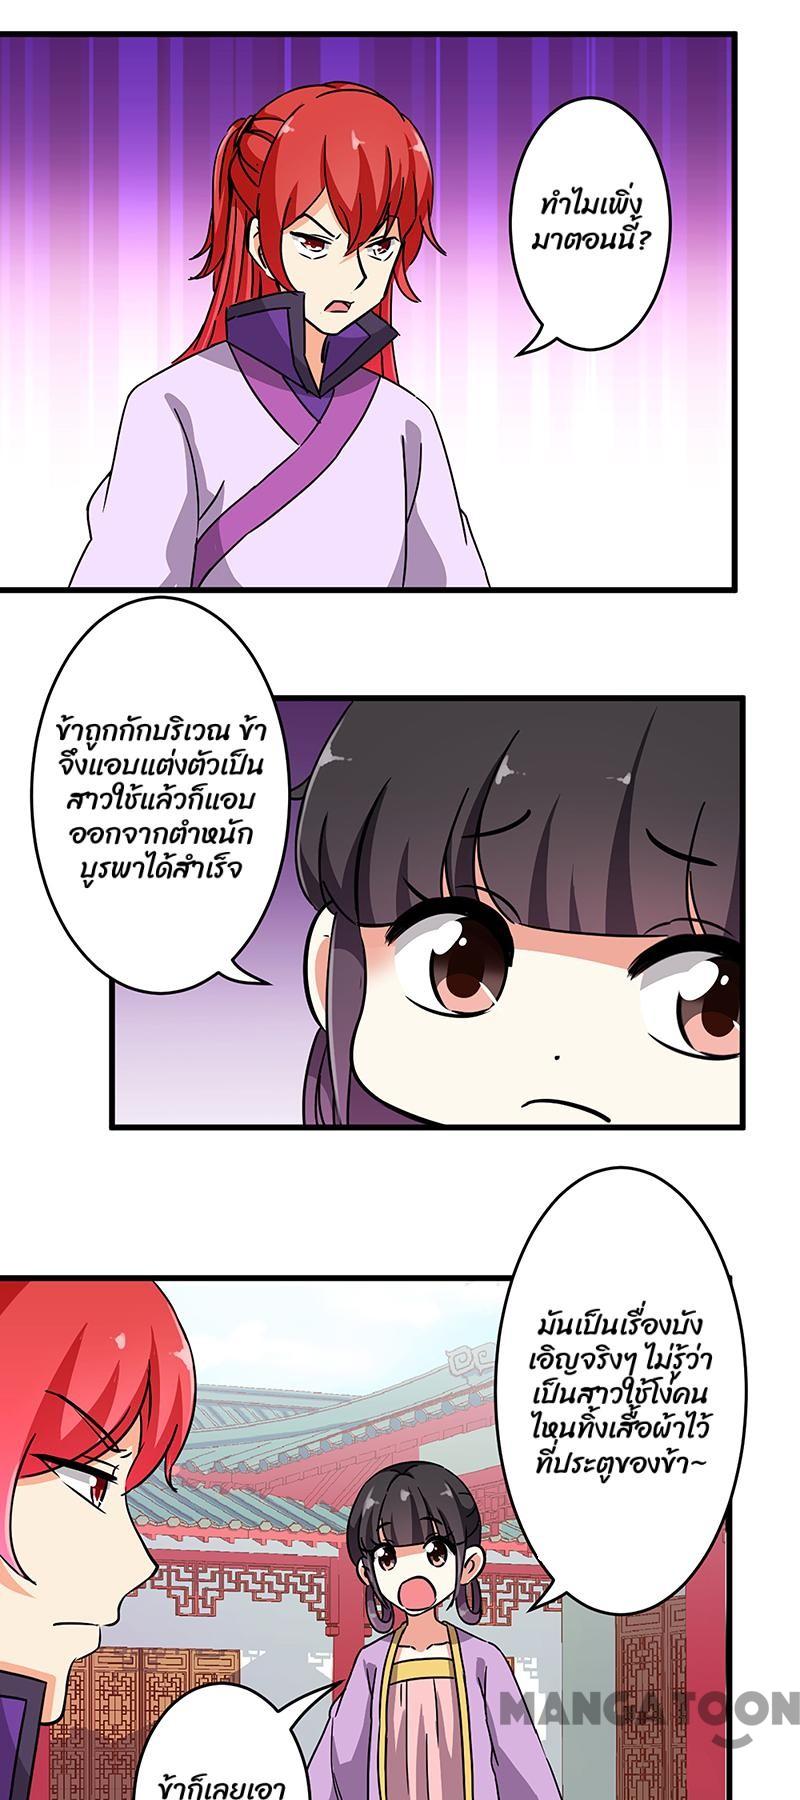 ทำไมเพิ่ง
มาตอนนี้?
ข้าถูกกักบริเวณ ข้า
จึงแอบแต่งตัวเป็น
สาวใช้แล้วก็แอบ
ออกจากตำหนัก
บูรพาได้สำเร็จ
มันเป็นเรื่องบัง
เอิญจริงๆ ไม่รู้ว่า
เป็นสาวใช้โง่คน
ไหนทิ้งเสื้อผ้าไว้
ที่ประตูของข้า~
MANGATOON
ข้าก็เลยเอา